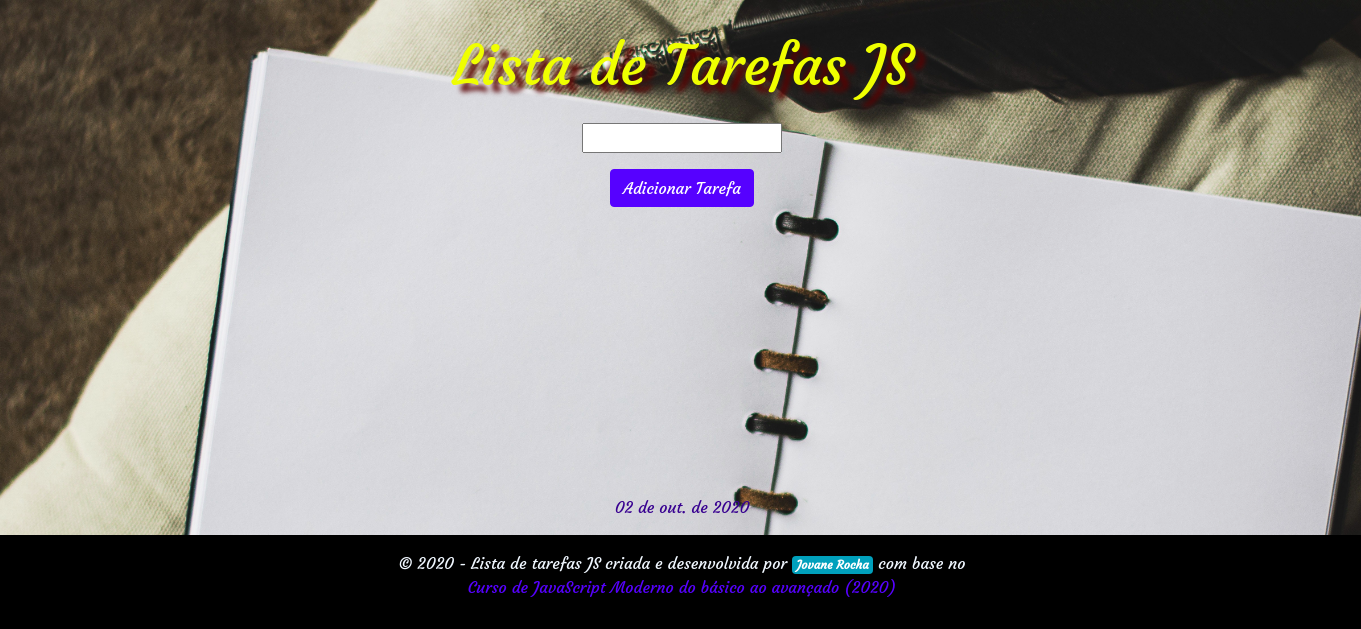 Lista de Tarefas JS
Adicionar Tarefa
02 de out. de 2020
© 2020 - Lista de tarefas JS criada e desenvolvida por Jovane Rocha com base no
Curso de JavaScript Moderno do básico ao avançado (2020)